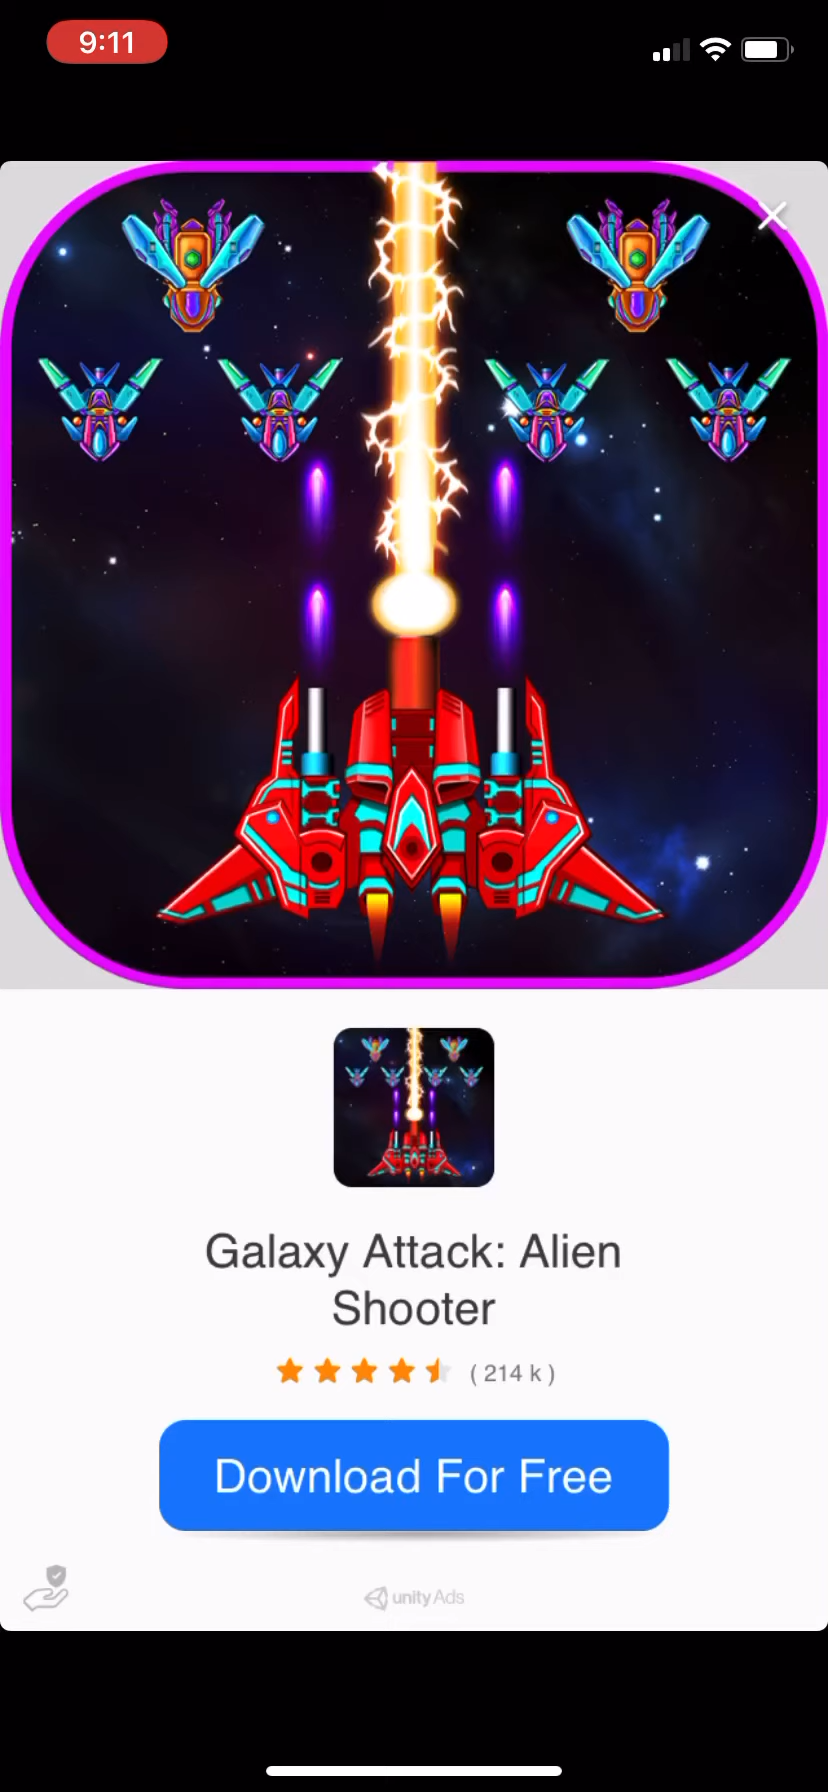 9:11
Galaxy Attack: Alien
Shooter
( 214 k )
Download For Free
unity Ads